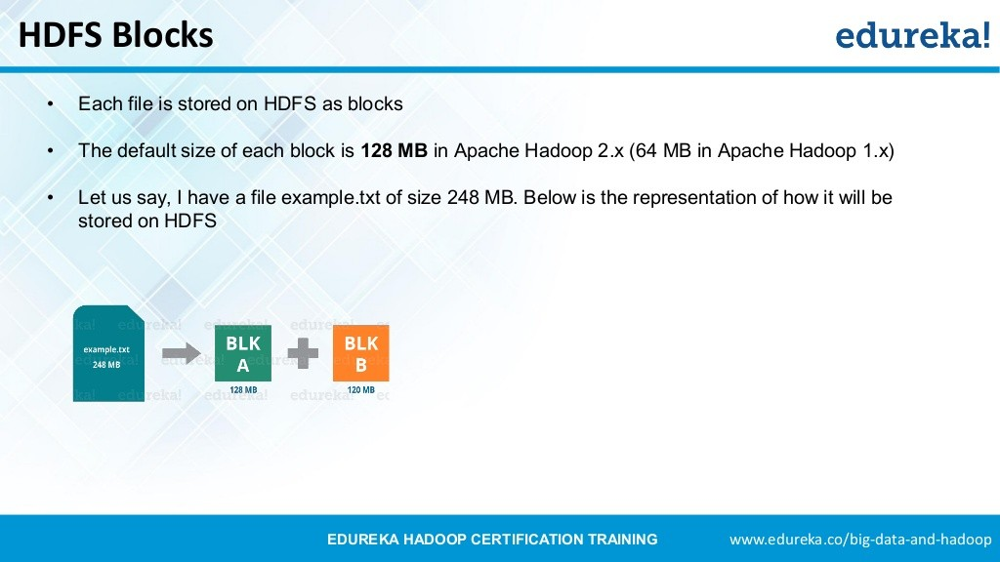 HDFS Blocks
edureka!
• Each file is stored on HDFS as blocks
• The default size of each block is 128 MB in Apache Hadoop 2.x (64 MB in Apache Hadoop 1.x)
• Let us say, I have a file example.txt of size 248 MB. Below is the representation of how it will be
stored on HDFS
example.txt
248 MB
BLK
A
128 MB
BLK
B
120 MB
EDUREKA HADOOP CERTIFICATION TRAINING
www.edureka.co/big-data-and-hadoop